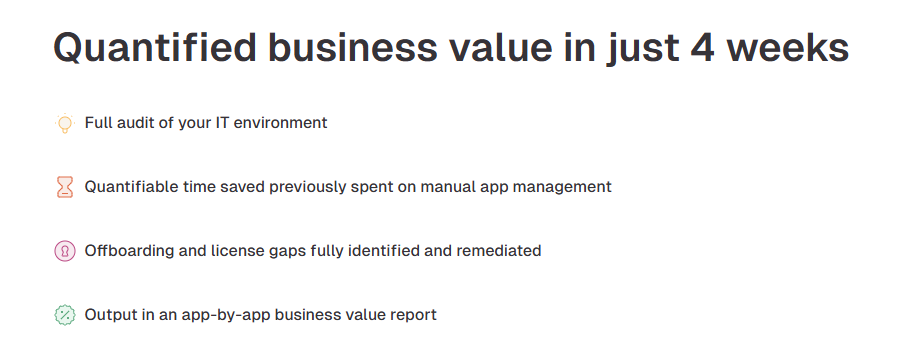 Quantified business value in just 4 weeks
Full audit of your IT environment
Quantifiable time saved previously spent on manual app management
Offboarding and license gaps fully identified and remediated
Output in an app-by-app business value report